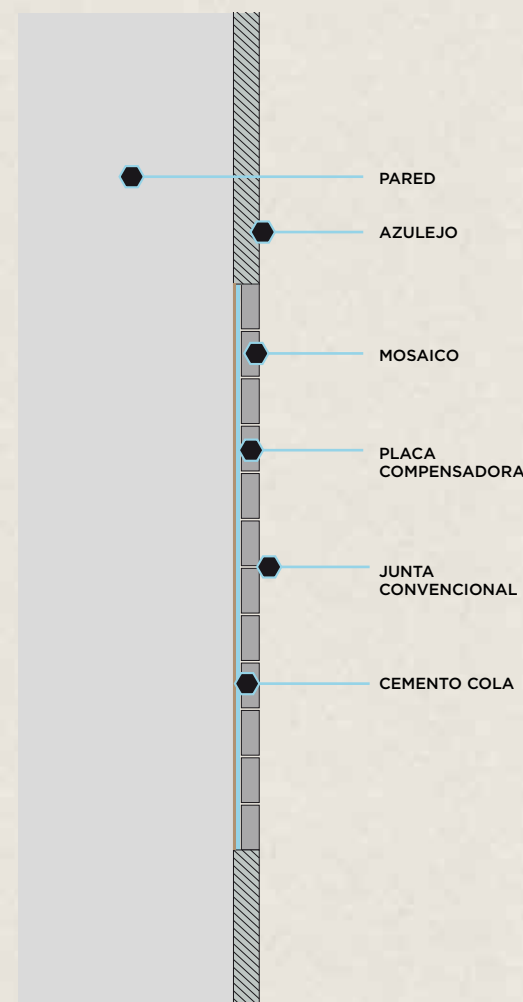 PARED
AZULEJO
MOSAICO
PLACA
COMPENSADORA
JUNTA
CONVENCIONAL
CEMENTO COLA